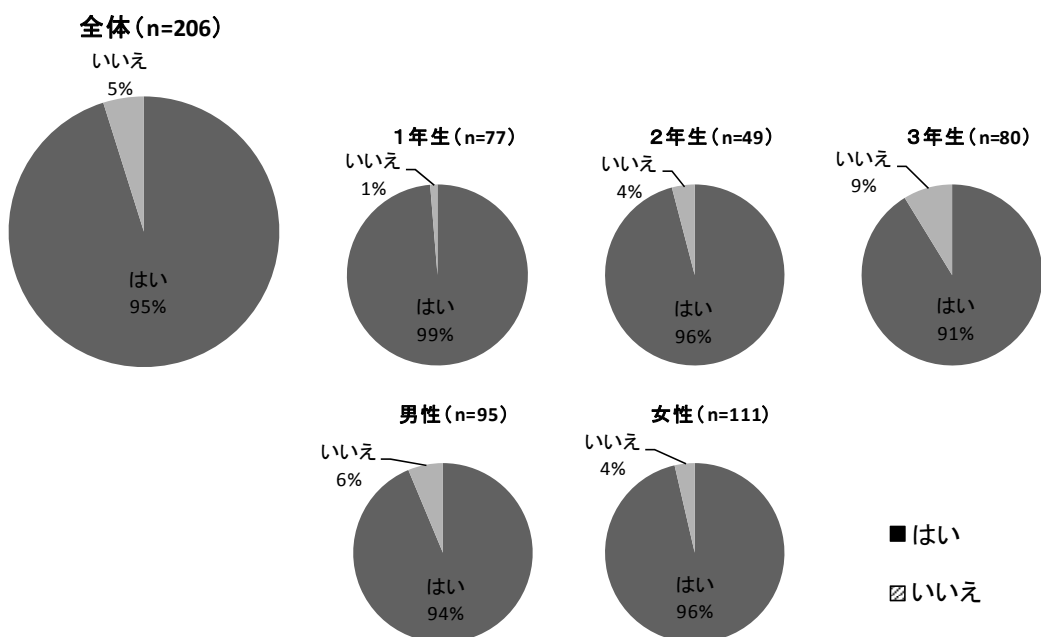 全体(n=206)
いいえ
5%
はい
95%
1年生(n=77)
いいえ
1%
はい
99%
2年生(n=49)
いいえ
4%
はい
96%
3年生(n=80)
いいえ
9%
はい
91%
男性(n=95)
いいえ
6%
はい
94%
女性(n=111)
いいえ
4%
はい
96%
はい
いいえ